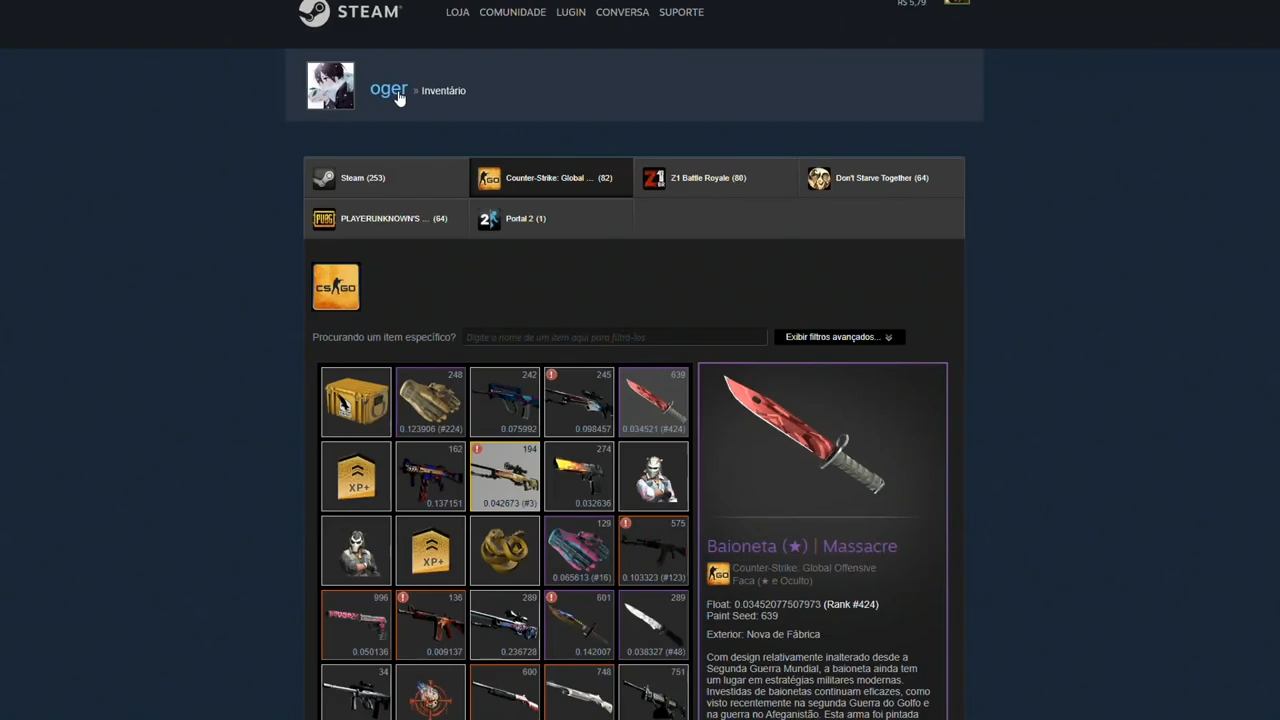 STEAM
LOJA COMUNIDADE LUGIN CONVERSA SUPORTE
R$ 5,79
oger » Inventário
Steam (253)
Counter-Strike: Global ... (82)
Z1 Battle Royale (80)
Don't Starve Together (64)
PLAYERUNKNOWN'S ... (64)
Portal 2 (1)
CS GO
Procurando um item específico? Digite o nome de um item aqui para filtrá-los Exibir filtros avançados...
248 242 245 639
0.123906 (#224) 0.075992 0.098457 0.034521 (#424)
162 194 274
XP+
0.137151 0.042673 (#3) 0.032636
129 575
XP+
0.065613 (#16) 0.103323 (#123)
996 136 289 601 289
0.050136 0.009137 0.236728 0.142007 0.038327 (#48)
34 600 748 751
Baioneta (★) | Massacre
Counter-Strike: Global Offensive
Faca (★ e Oculto)
Float: 0.03452077507973 (Rank #424)
Paint Seed: 639
Exterior: Nova de Fábrica
Com design relativamente inalterado desde a
Segunda Guerra Mundial, a baioneta ainda tem
um lugar em estratégias militares modernas.
Investidas de baionetas continuam eficazes, como
visto recentemente na segunda Guerra do Golfo e
na guerra no Afeganistão. Esta arma foi pintada